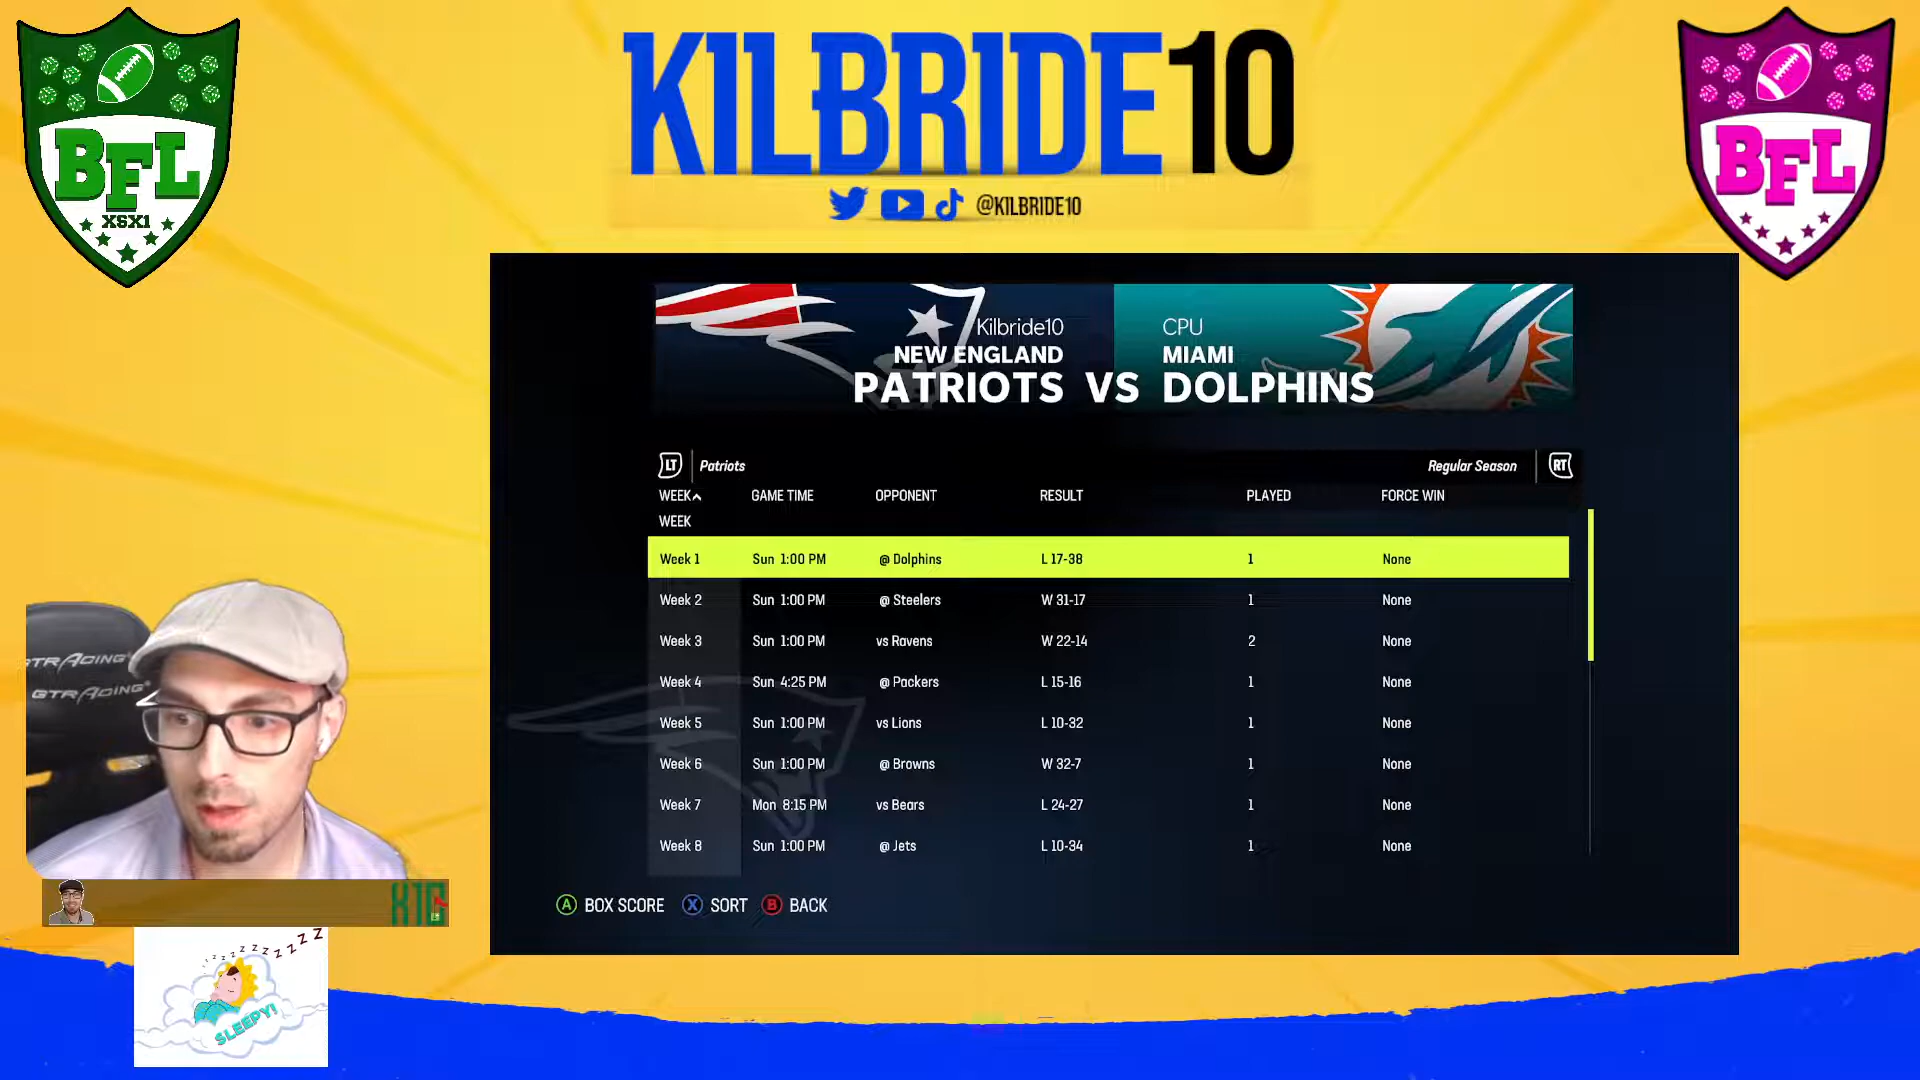 KILBRIDE10
@KILBRIDE10
BFL
XSX1
BFL
Kilbride10
NEW ENGLAND
PATRIOTS VS DOLPHINS
CPU
MIAMI
LT Patriots Regular Season RT
WEEK GAME TIME OPPONENT RESULT PLAYED FORCE WIN
WEEK
Week 1 Sun 1:00 PM @ Dolphins L 17-38 1 None
Week 2 Sun 1:00 PM @ Steelers W 31-17 1 None
Week 3 Sun 1:00 PM vs Ravens W 22-14 2 None
Week 4 Sun 4:25 PM @ Packers L 15-16 1 None
Week 5 Sun 1:00 PM vs Lions L 10-32 1 None
Week 6 Sun 1:00 PM @ Browns W 32-7 1 None
Week 7 Mon 8:15 PM vs Bears L 24-27 1 None
Week 8 Sun 1:00 PM @ Jets L 10-34 1 None
A BOX SCORE X SORT B BACK
GTRACING
SLEEPY!